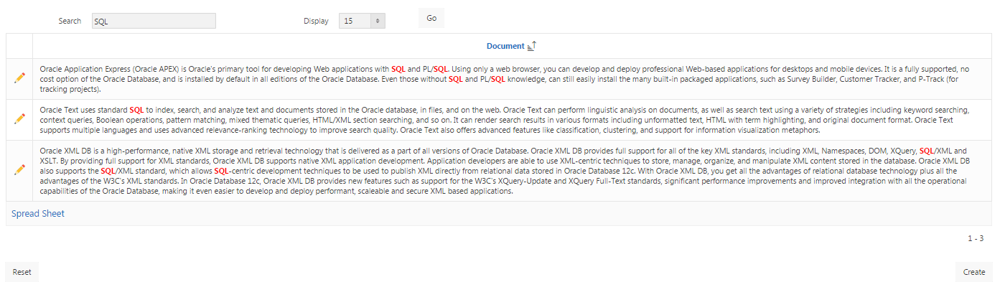 Search SQL Display 15 Go
Document
Oracle Application Express (Oracle APEX) is Oracle's primary tool for developing Web applications with SQL and PL/SQL. Using only a web browser, you can develop and deploy professional Web-based applications for desktops and mobile devices. It is a fully supported, no
cost option of the Oracle Database, and is installed by default in all editions of the Oracle Database. Even those without SQL and PL/SQL knowledge, can still easily install the many built-in packaged applications, such as Survey Builder, Customer Tracker, and P-Track (for
tracking projects).
Oracle Text uses standard SQL to index, search, and analyze text and documents stored in the Oracle database, in files, and on the web. Oracle Text can perform linguistic analysis on documents, as well as search text using a variety of strategies including keyword searching,
context queries, Boolean operations, pattern matching, mixed thematic queries, HTML/XML section searching, and so on. It can render search results in various formats including unformatted text, HTML with term highlighting, and original document format. Oracle Text
supports multiple languages and uses advanced relevance-ranking technology to improve search quality. Oracle Text also offers advanced features like classification, clustering, and support for information visualization metaphors.
Oracle XML DB is a high-performance, native XML storage and retrieval technology that is delivered as a part of all versions of Oracle Database. Oracle XML DB provides full support for all of the key XML standards, including XML, Namespaces, DOM, XQuery, SQL/XML and
XSLT. By providing full support for XML standards, Oracle XML DB supports native XML application development. Application developers are able to use XML-centric techniques to store, manage, organize, and manipulate XML content stored in the database. Oracle XML DB
also supports the SQL/XML standard, which allows SQL-centric development techniques to be used to publish XML directly from relational data stored in Oracle Database 12c. With Oracle XML DB, you get all the advantages of relational database technology plus all the
advantages of the W3C's XML standards. In Oracle Database 12c, Oracle XML DB provides new features such as support for the W3C's XQuery-Update and XQuery Full-Text standards, significant performance improvements and improved integration with all the operational
capabilities of the Oracle Database, making it even easier to develop and deploy performant, scaleable and secure XML based applications.
Spread Sheet
1 - 3
Reset Create